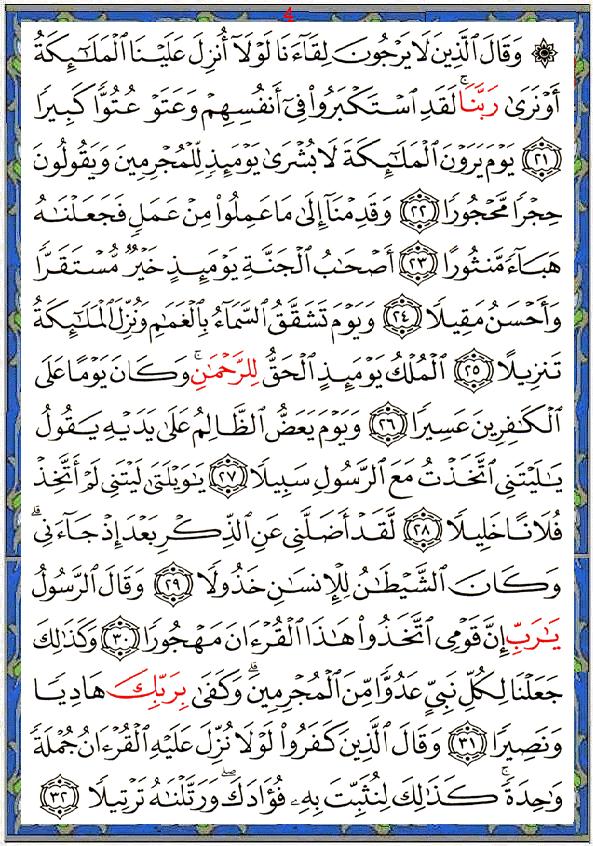 4
۞ وَقَالَ ٱلَّذِينَ لَا يَرْجُونَ لِقَآءَنَا لَوْلَآ أُنزِلَ عَلَيْنَا ٱلْمَلَـٰٓئِكَةُ
أَوْ نَرَىٰ رَبَّنَا ۗ لَقَدِ ٱسْتَكْبَرُوا۟ فِىٓ أَنفُسِهِمْ وَعَتَوْ عُتُوًّا كَبِيرًا
﴿٢١﴾ يَوْمَ يَرَوْنَ ٱلْمَلَـٰٓئِكَةَ لَا بُشْرَىٰ يَوْمَئِذٍ لِّلْمُجْرِمِينَ وَيَقُولُونَ
حِجْرًا مَّحْجُورًا ﴿٢٢﴾ وَقَدِمْنَآ إِلَىٰ مَا عَمِلُوا۟ مِنْ عَمَلٍ فَجَعَلْنَـٰهُ
هَبَآءً مَّنثُورًا ﴿٢٣﴾ أَصْحَـٰبُ ٱلْجَنَّةِ يَوْمَئِذٍ خَيْرٌ مُّسْتَقَرًّا
وَأَحْسَنُ مَقِيلًا ﴿٢٤﴾ وَيَوْمَ تَشَقَّقُ ٱلسَّمَآءُ بِٱلْغَمَـٰمِ وَنُزِّلَ ٱلْمَلَـٰٓئِكَةُ
تَنزِيلًا ﴿٢٥﴾ ٱلْمُلْكُ يَوْمَئِذٍ ٱلْحَقُّ لِلرَّحْمَـٰنِ ۚ وَكَانَ يَوْمًا عَلَى
ٱلْكَـٰفِرِينَ عَسِيرًا ﴿٢٦﴾ وَيَوْمَ يَعَضُّ ٱلظَّالِمُ عَلَىٰ يَدَيْهِ يَقُولُ
يَـٰلَيْتَنِى ٱتَّخَذْتُ مَعَ ٱلرَّسُولِ سَبِيلًا ﴿٢٧﴾ يَـٰوَيْلَتَىٰ لَيْتَنِى لَمْ أَتَّخِذْ
فُلَانًا خَلِيلًا ﴿٢٨﴾ لَّقَدْ أَضَلَّنِى عَنِ ٱلذِّكْرِ بَعْدَ إِذْ جَآءَنِى ۗ
وَكَانَ ٱلشَّيْطَـٰنُ لِلْإِنسَـٰنِ خَذُولًا ﴿٢٩﴾ وَقَالَ ٱلرَّسُولُ
يَـٰرَبِّ إِنَّ قَوْمِى ٱتَّخَذُوا۟ هَـٰذَا ٱلْقُرْءَانَ مَهْجُورًا ﴿٣٠﴾ وَكَذَٰلِكَ
جَعَلْنَا لِكُلِّ نَبِىٍّ عَدُوًّا مِّنَ ٱلْمُجْرِمِينَ ۗ وَكَفَىٰ بِرَبِّكَ هَادِيًا
وَنَصِيرًا ﴿٣١﴾ وَقَالَ ٱلَّذِينَ كَفَرُوا۟ لَوْلَا نُزِّلَ عَلَيْهِ ٱلْقُرْءَانُ جُمْلَةً
وَٰحِدَةً ۚ كَذَٰلِكَ لِنُثَبِّتَ بِهِۦ فُؤَادَكَ ۖ وَرَتَّلْنَـٰهُ تَرْتِيلًا ﴿٣٢﴾